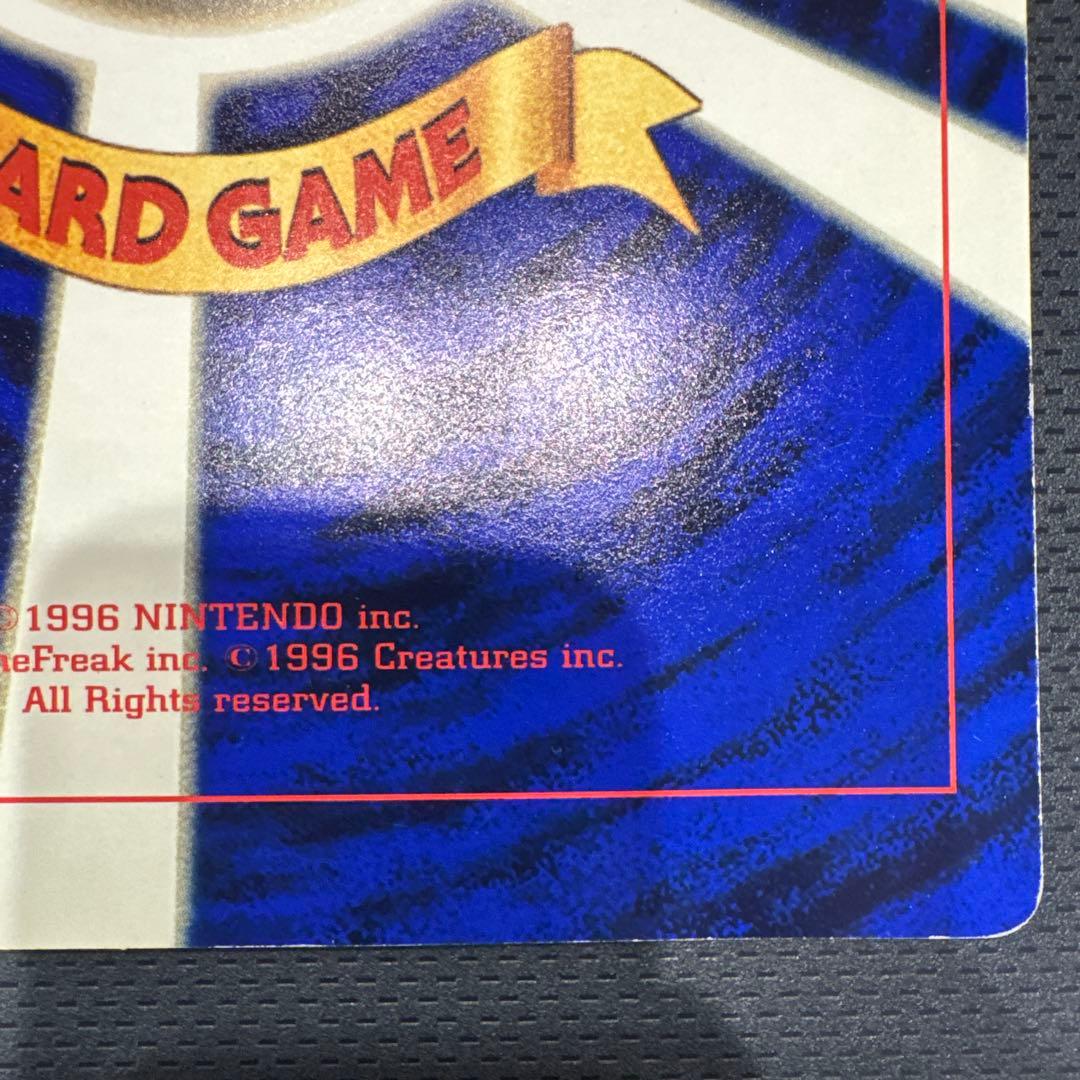 ARD GAME
©1996 NINTENDO inc.
eFreak inc. ©1996 Creatures inc.
All Rights reserved.